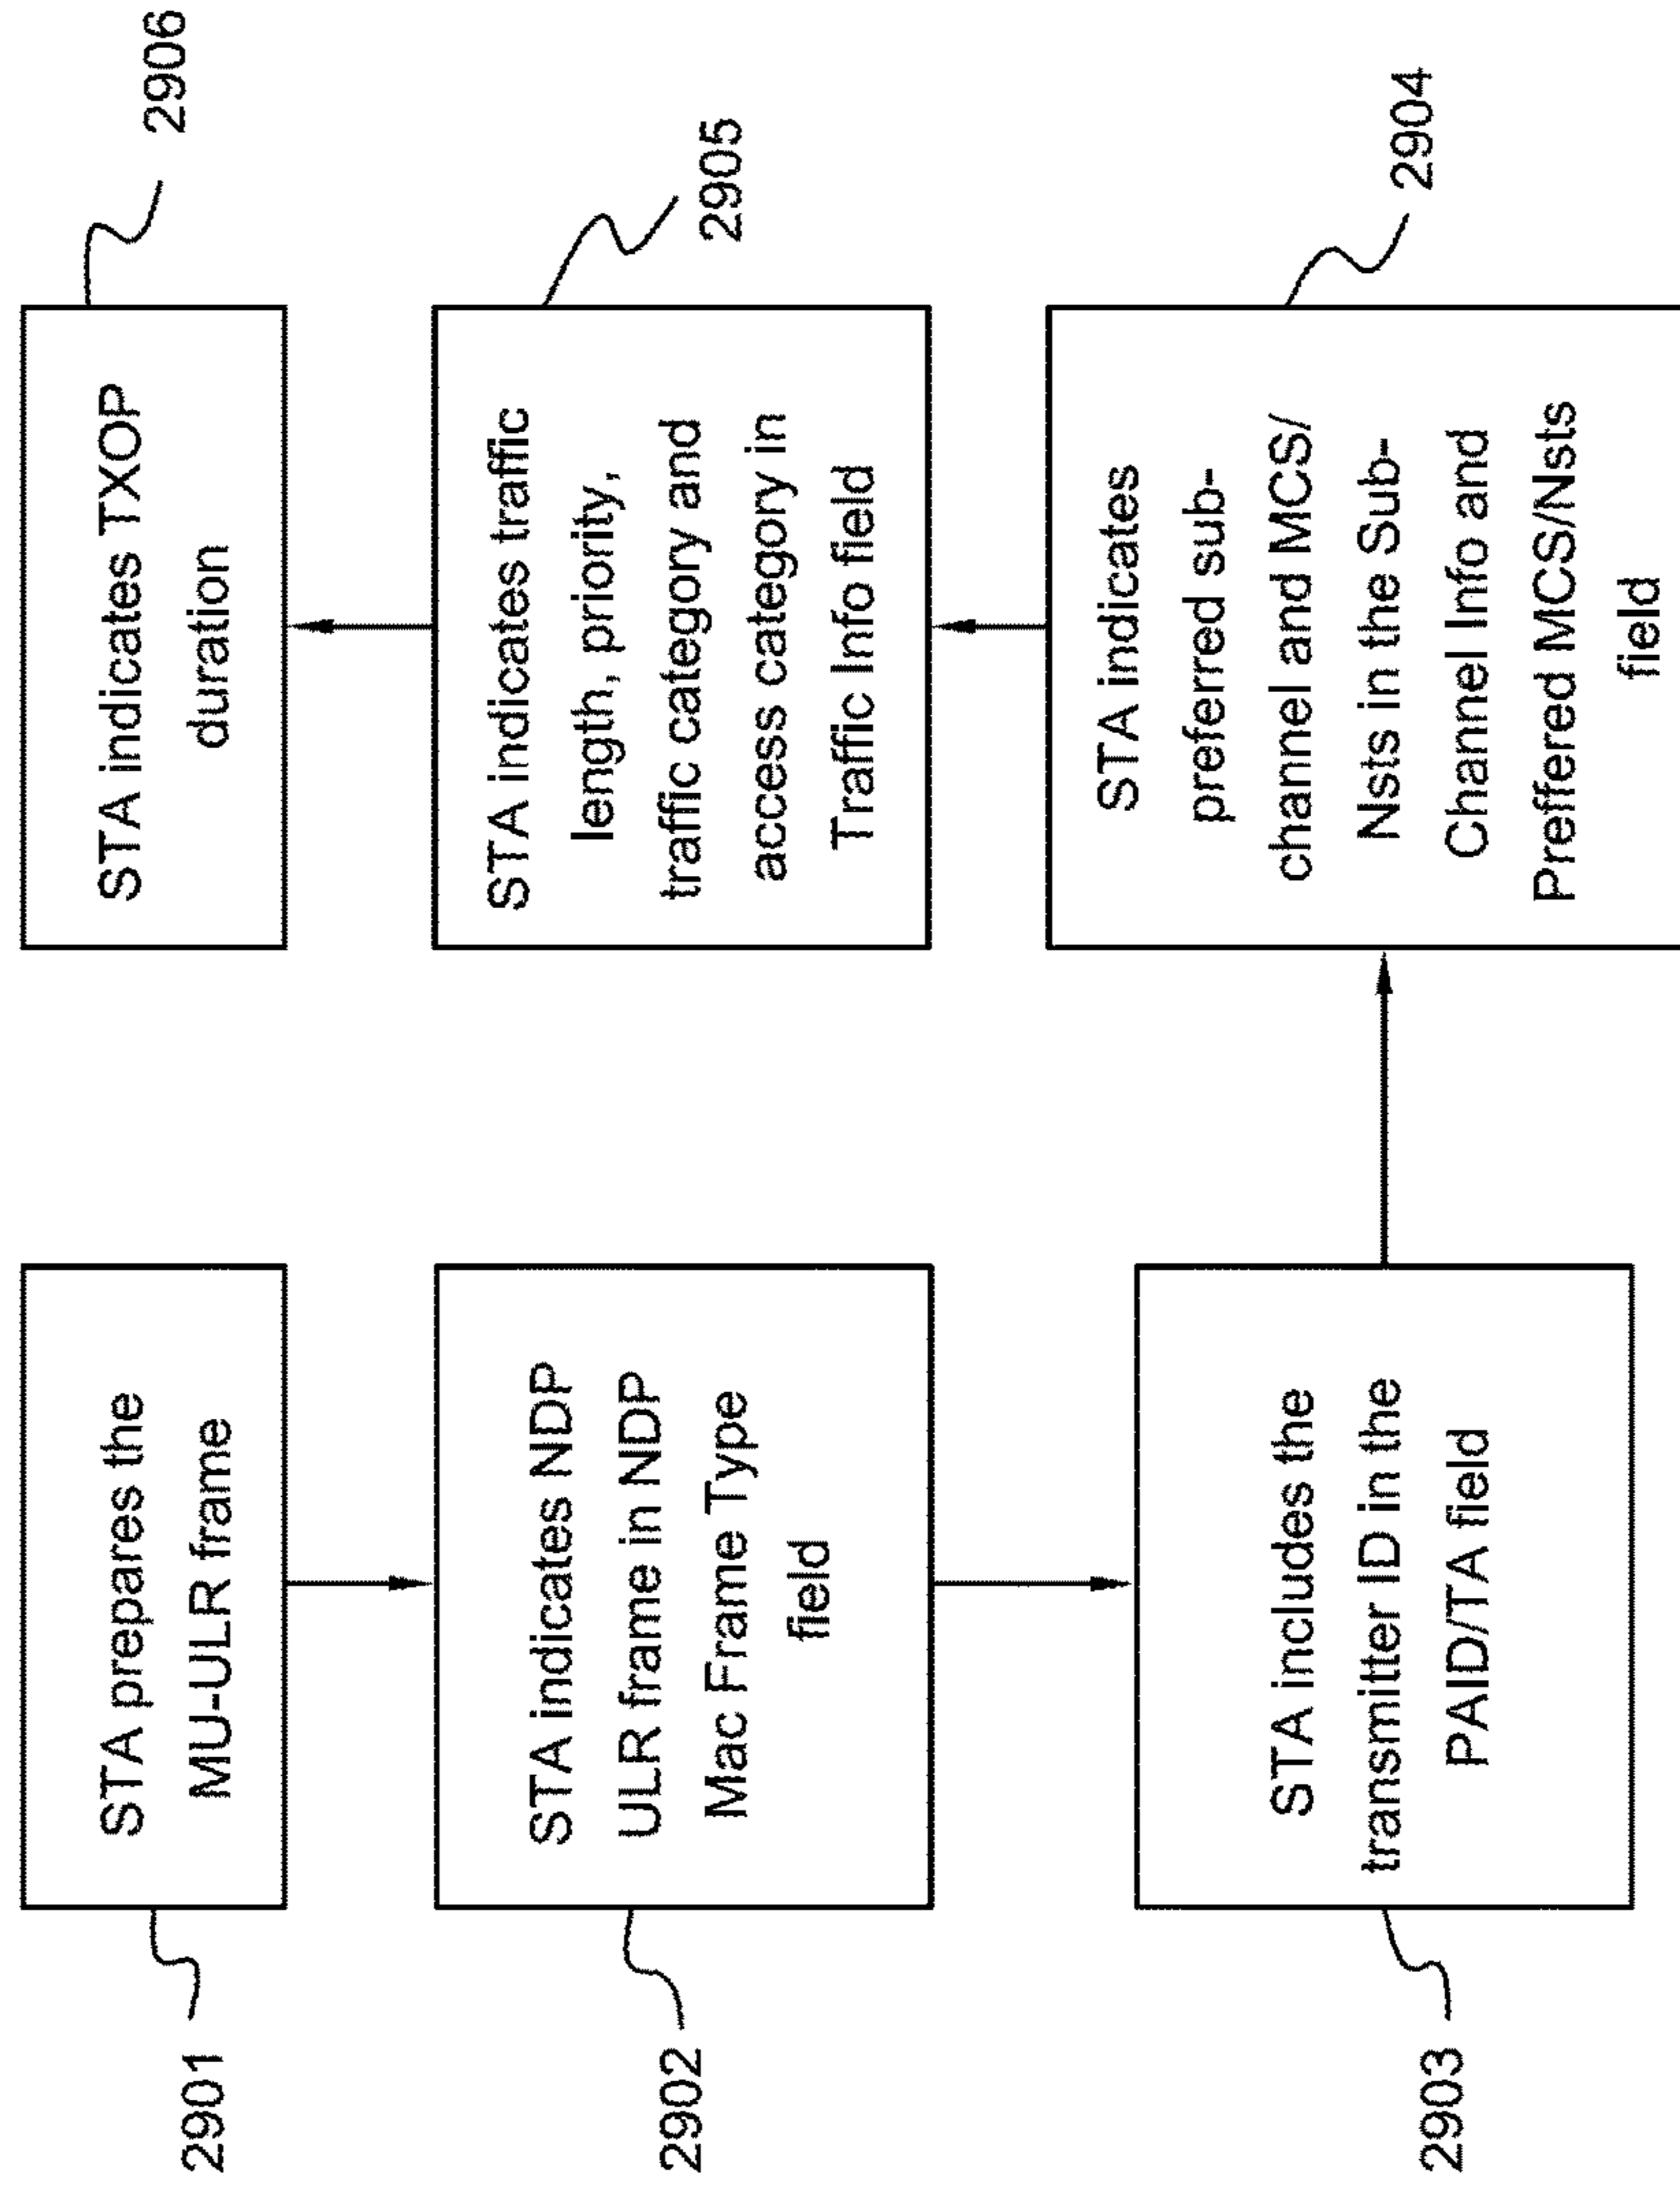 2901
STA prepares the
MU-ULR frame
2902
STA indicates NDP
ULR frame in NDP
Mac Frame Type
field
2903
STA includes the
transmitter ID in the
PAID/TA field
2904
STA indicates
preferred sub-
channel and MCS/
Nsts in the Sub-
Channel Info and
Preffered MCS/Nsts
field
2905
STA indicates traffic
length, priority,
traffic category and
access category in
Traffic Info field
2906
STA indicates TXOP
duration